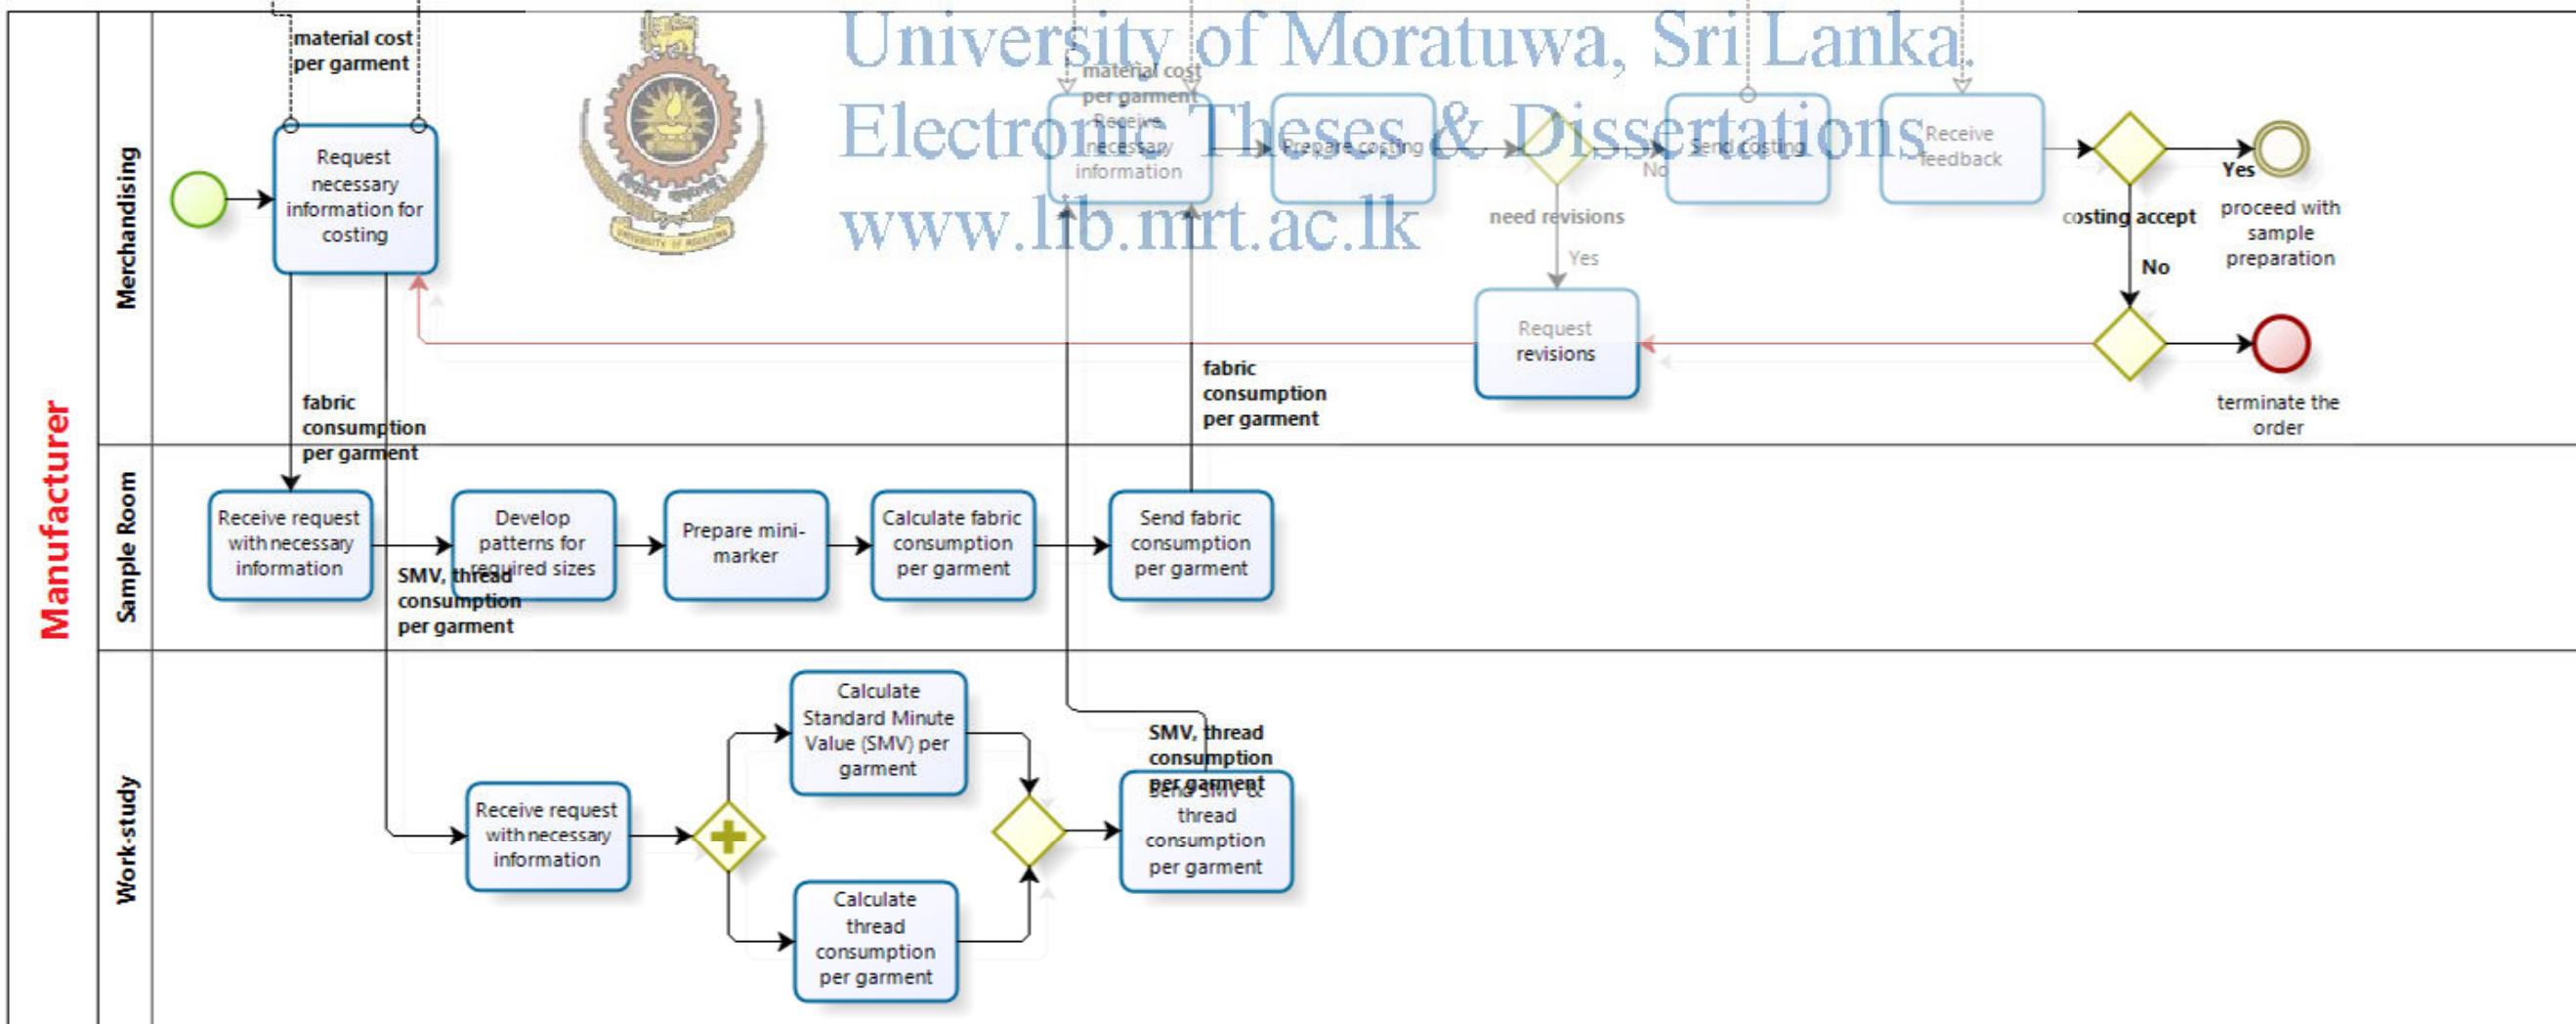 University of Moratuwa, Sri Lanka.
Electronic Theses & Dissertations
www.lib.mrt.ac.lk
UNIVERSITY OF MORATUWA
Manufacturer
Merchandising
material cost
per garment
Request
necessary
information for
costing
material cost
per garment
Receive
necessary
information
Prepare costing
No
need revisions
Yes
Send costing
Receive
feedback
costing accept
Yes
No
proceed with
sample
preparation
Request
revisions
terminate the
order
fabric
consumption
per garment
fabric
consumption
per garment
Sample Room
Receive request
with necessary
information
Develop
patterns for
required sizes
Prepare mini-
marker
Calculate fabric
consumption
per garment
Send fabric
consumption
per garment
SMV, thread
consumption
per garment
Work-study
Receive request
with necessary
information
Calculate
Standard Minute
Value (SMV) per
garment
Calculate
thread
consumption
per garment
SMV, thread
consumption
per garment
Send SMV &
thread
consumption
per garment